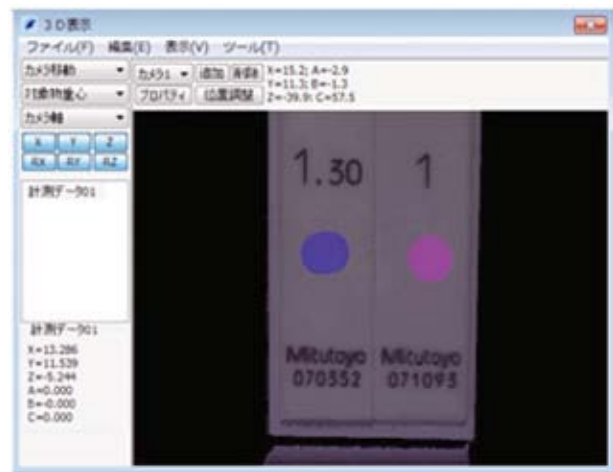 3D表示
ファイル(F) 編集(E) 表示(V) ツール(T)
カメラ移動 カメラ1 追加 削除 X=15.2; A=-2.9
Y=11.3; B=-1.3
対象物重心 プロパティ 位置調整 Z=-39.9; C=57.5
カメラ軸
X Y Z
RX RY RZ
計測データ01
計測データ01
X=13.286
Y=11.539
Z=-5.244
A=0.000
B=-0.000
C=0.000
1.30 1
Mitutoyo Mitutoyo
070552 071093